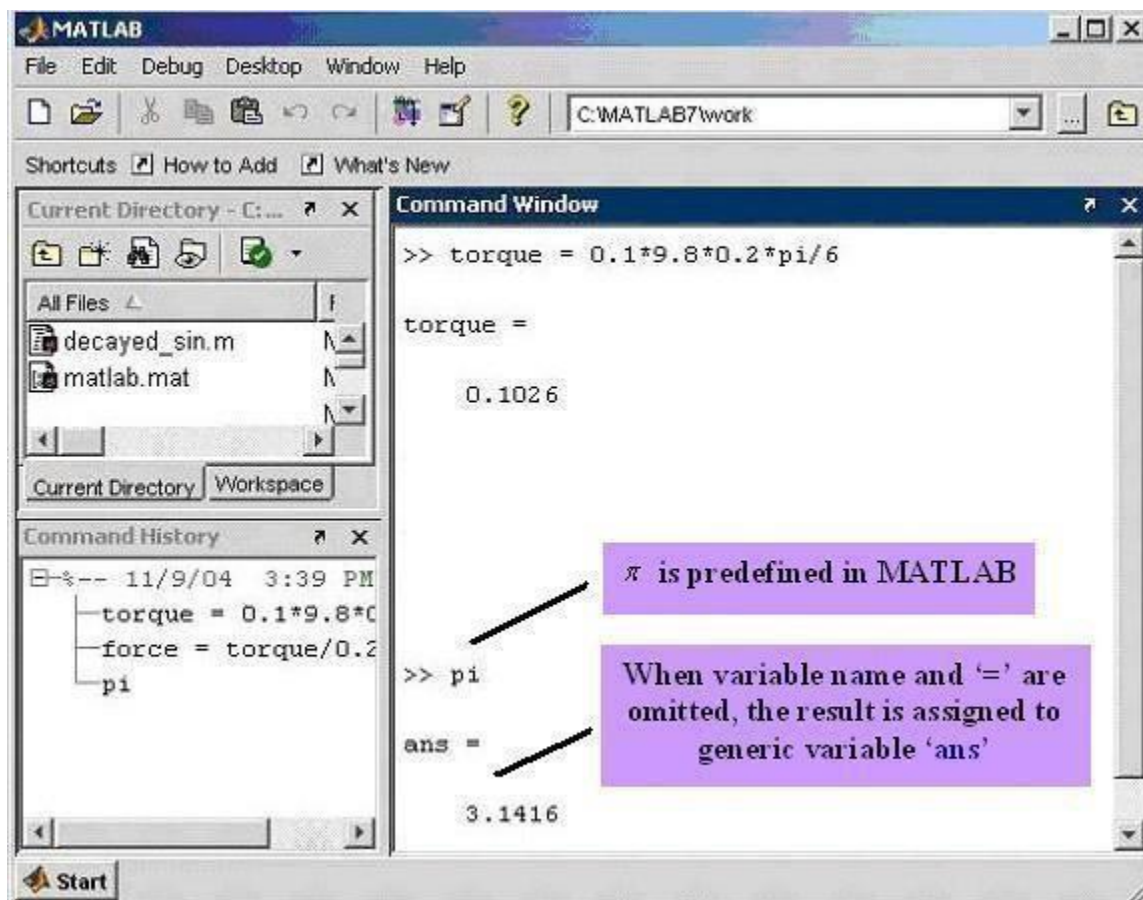 MATLAB
File Edit Debug Desktop Window Help
C:\MATLAB7\work
...
Shortcuts How to Add What's New
Current Directory - C:...
All Files
decayed_sin.m
matlab.mat
Current Directory Workspace
Command History
%-- 11/9/04 3:39 PM
torque = 0.1*9.8*0
force = torque/0.2
pi
Command Window
>> torque = 0.1*9.8*0.2*pi/6
torque =
0.1026
π is predefined in MATLAB
>> pi
When variable name and ‘=’ are
omitted, the result is assigned to
generic variable ‘ans’
ans =
3.1416
Start